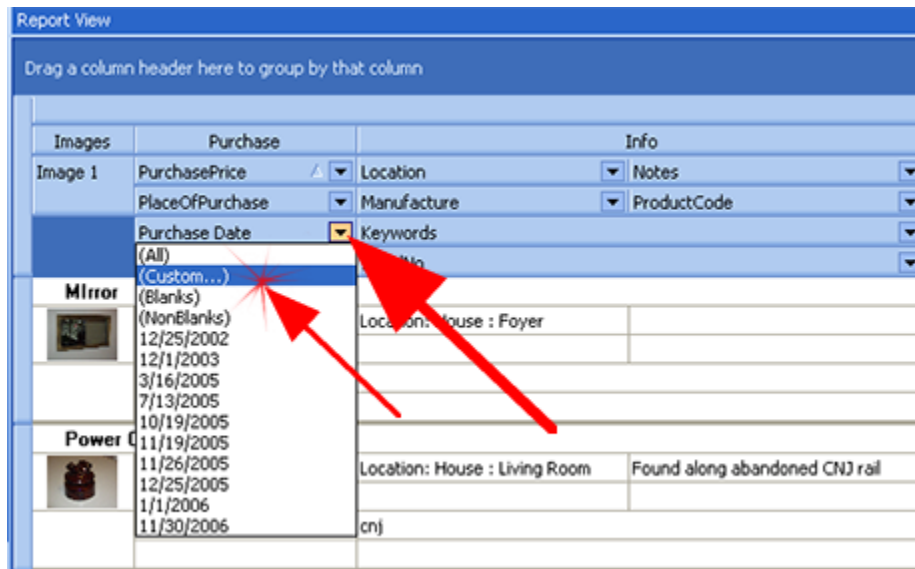 Report View
Drag a column header here to group by that column
Images Purchase Info
Image 1 PurchasePrice Location Notes
PlaceOfPurchase Manufacture ProductCode
Purchase Date Keywords
(All)
(Custom...) No
MIrror (Blanks)
(NonBlanks) Location: House : Foyer
12/25/2002
12/1/2003
3/16/2005
7/13/2005
10/19/2005
Power 11/19/2005
11/26/2005 Location: House : Living Room Found along abandoned CNJ rail
12/25/2005
1/1/2006
11/30/2006 cnj